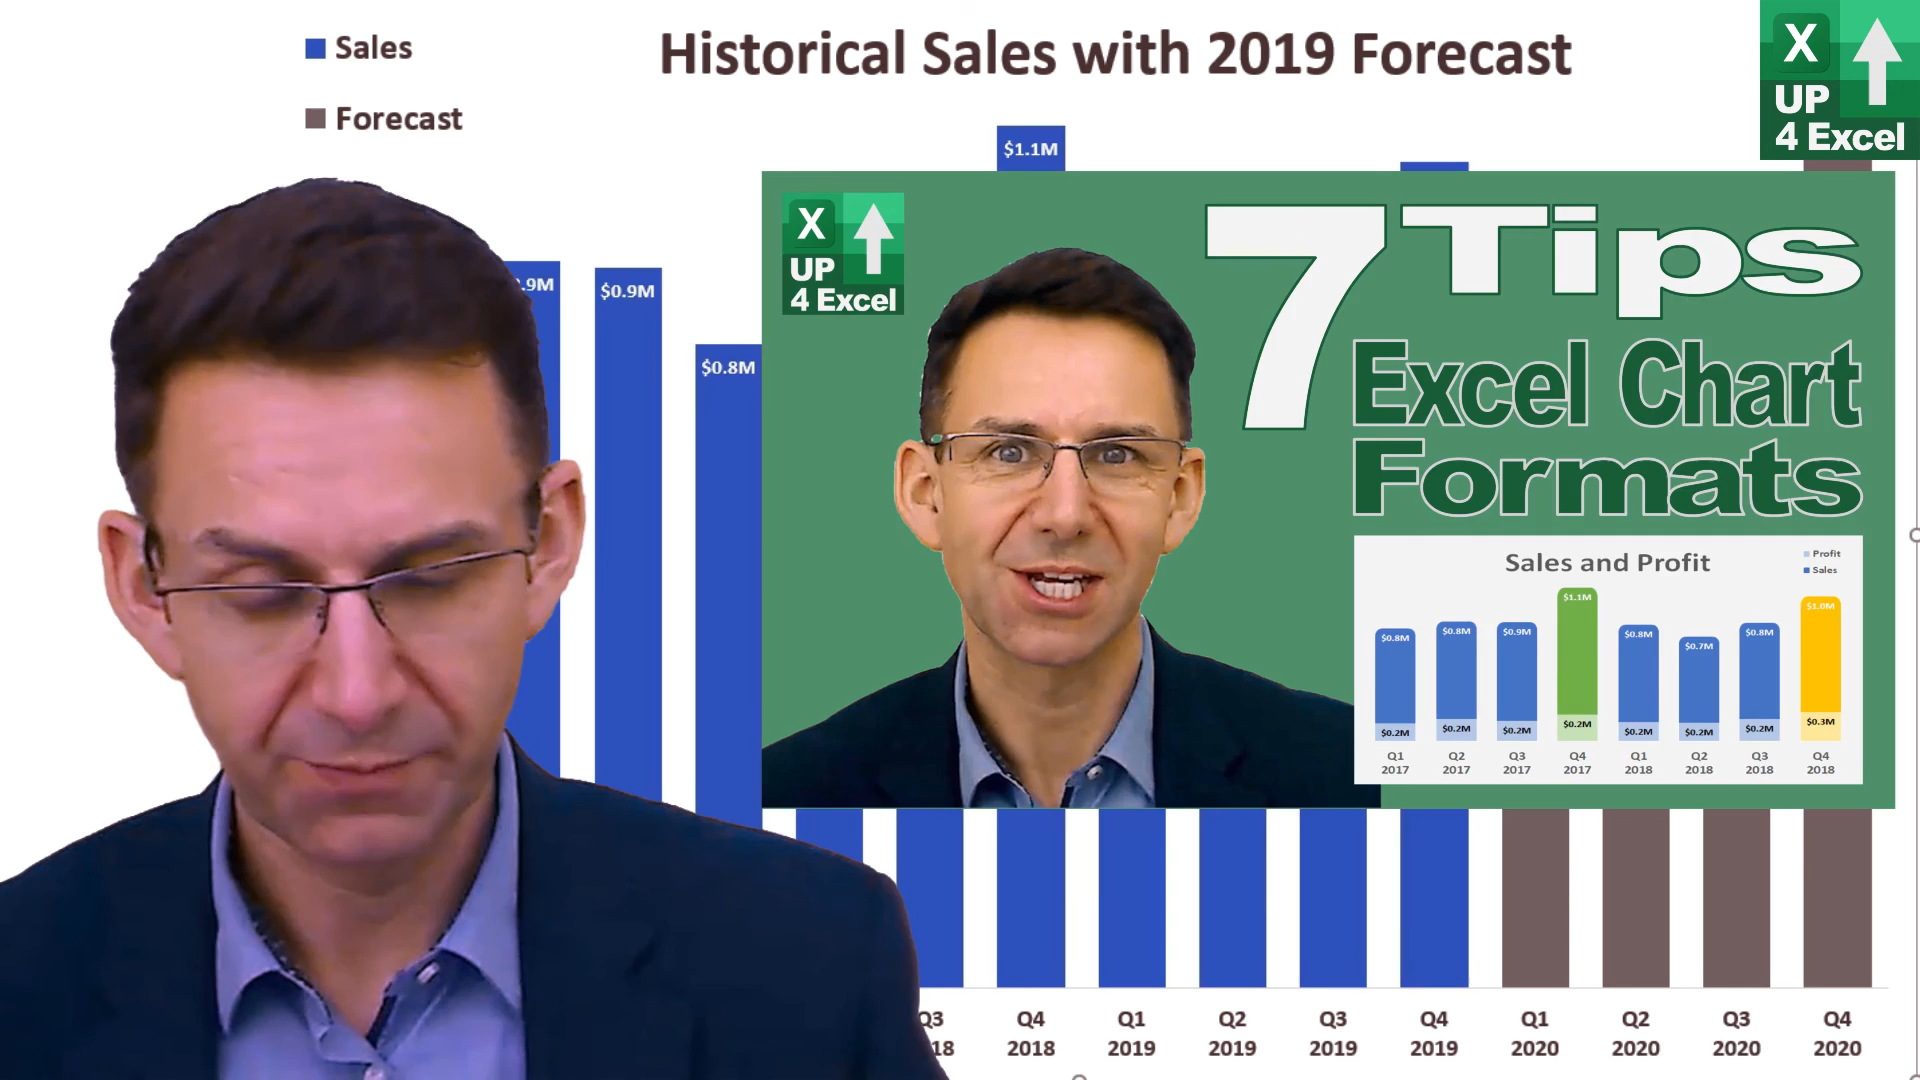 Sales
Forecast
Historical Sales with 2019 Forecast
X
UP
4 Excel
$1.1M
.9M
$0.9M
$0.8M
X
UP
4 Excel
7 Tips
Excel Chart
Formats
Sales and Profit
Profit
Sales
$0.8M $0.8M $0.9M $1.1M $0.8M $0.7M $0.8M $1.0M
$0.2M $0.2M $0.2M $0.2M $0.2M $0.2M $0.2M $0.3M
Q1 Q2 Q3 Q4 Q1 Q2 Q3 Q4
2017 2017 2017 2017 2018 2018 2018 2018
Q3 Q4 Q1 Q2 Q3 Q4 Q1 Q2 Q3 Q4
18 2018 2019 2019 2019 2019 2020 2020 2020 2020